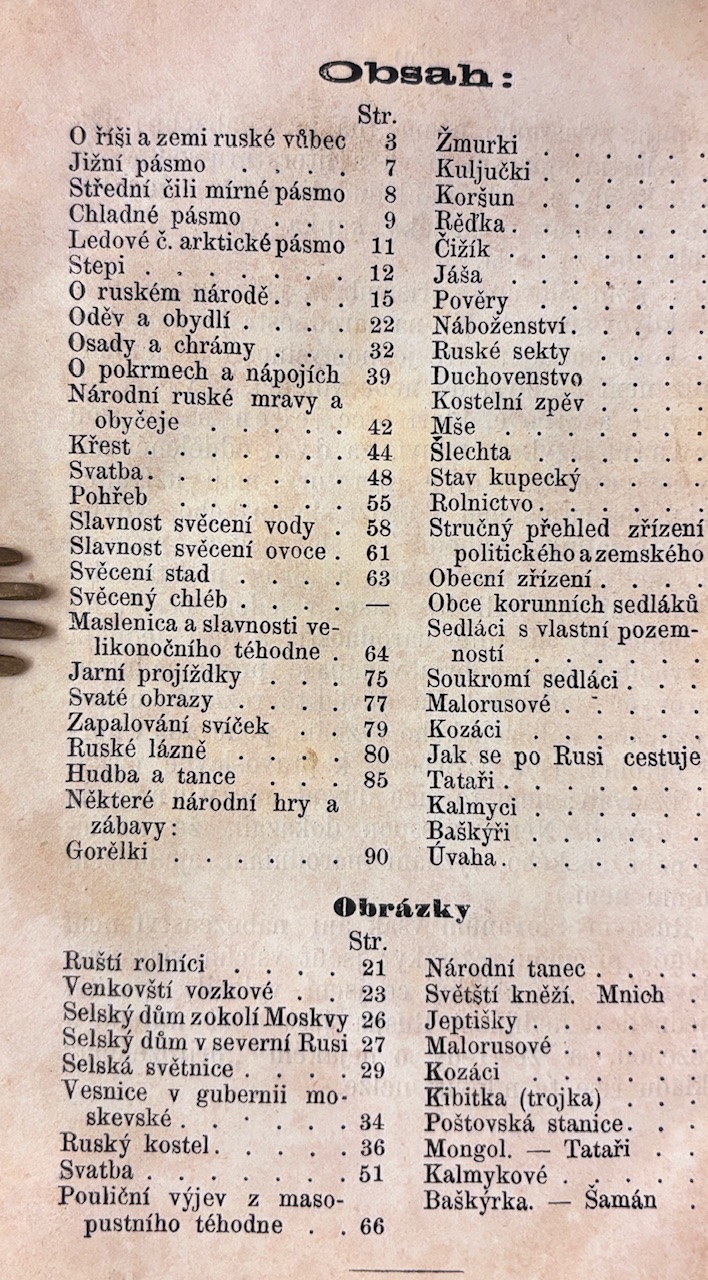 Obsah:
Str.
O říši a zemi ruské vůbec 3
Jižní pásmo . . . . 7
Střední čili mírné pásmo 8
Chladné pásmo . . . 9
Ledové č. arktické pásmo 11
Stepi . . . . . . . 12
O ruském národě. . . 15
Oděv a obydlí . . . . 22
Osady a chrámy . . . 32
O pokrmech a nápojích 39
Národní ruské mravy a
obyčeje . . . . . 42
Křest . . . . . . . 44
Svatba. . . . . . . 48
Pohřeb . . . . . . 55
Slavnost svěcení vody . 58
Slavnost svěcení ovoce . 61
Svěcení stad . . . . 63
Svěcený chléb . . . . —
Maslenica a slavnosti ve-
likonočního téhodne . 64
Jarní projíždky . . . 75
Svaté obrazy . . . . 77
Zapalování svíček . . 79
Ruské lázně . . . . 80
Hudba a tance . . . 85
Některé národní hry a
zábavy:
Gorělki . . . . . . 90
Žmurki . . . . . .
Kuljučki . . . . . .
Koršun . . . . . .
Rěďka. . . . . . .
Čižík . . . . . . .
Jáša . . . . . . .
Pověry . . . . . .
Náboženství. . . . .
Ruské sekty . . . .
Duchovenstvo . . . .
Kostelní zpěv . . . .
Mše . . . . . . .
Šlechta . . . . . .
Stav kupecký . . . .
Rolnictvo. . . . . .
Stručný přehled zřízení
politického a zemského
Obecní zřízení . . . .
Obce korunních sedláků
Sedláci s vlastní pozem-
ností . . . . . .
Soukromí sedláci . . .
Malorusové . . . . .
Kozáci . . . . . .
Jak se po Rusi cestuje
Tataři . . . . . . .
Kalmyci . . . . . .
Baškýři . . . . . .
Úvaha. . . . . . .
Obrázky
Str.
Ruští rolníci . . . . 21
Venkovští vozkové . . 23
Selský dům z okolí Moskvy 26
Selský dům v severní Rusi 27
Selská světnice . . . . 29
Vesnice v gubernii mo-
skevské . . . . . . 34
Ruský kostel. . . . . 36
Svatba . . . . . . . 51
Pouliční výjev z maso-
pustního téhodne . . 66
Národní tanec . . . .
Světští kněží. Mnich .
Jeptišky . . . . . .
Malorusové . . . . .
Kozáci . . . . . .
Kibitka (trojka) . . .
Poštovská stanice. . .
Mongol. — Tataři . .
Kalmykové . . . . .
Baškýrka. — Šamán .